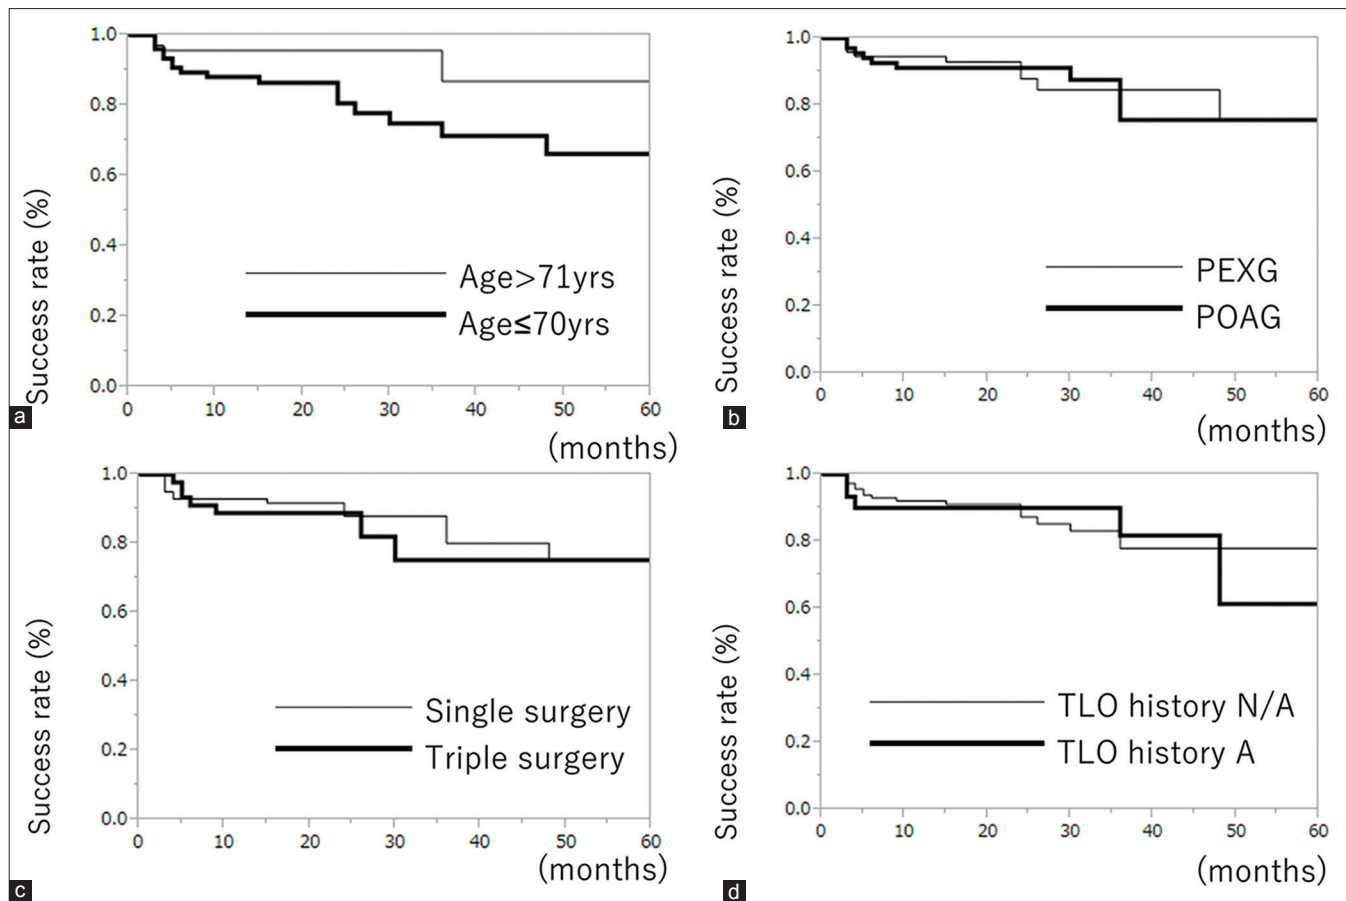 1.0
0.8
0.6
0.4
0.2
0.0
Success rate (%)
Age>71yrs
Age≤70yrs
0 10 20 30 40 50 60
(months)
a
1.0
0.8
0.6
0.4
0.2
0.0
Success rate (%)
PEXG
POAG
0 10 20 30 40 50 60
(months)
b
1.0
0.8
0.6
0.4
0.2
0.0
Success rate (%)
Single surgery
Triple surgery
0 10 20 30 40 50 60
(months)
c
1.0
0.8
0.6
0.4
0.2
0.0
Success rate (%)
TLO history N/A
TLO history A
0 10 20 30 40 50 60
(months)
d